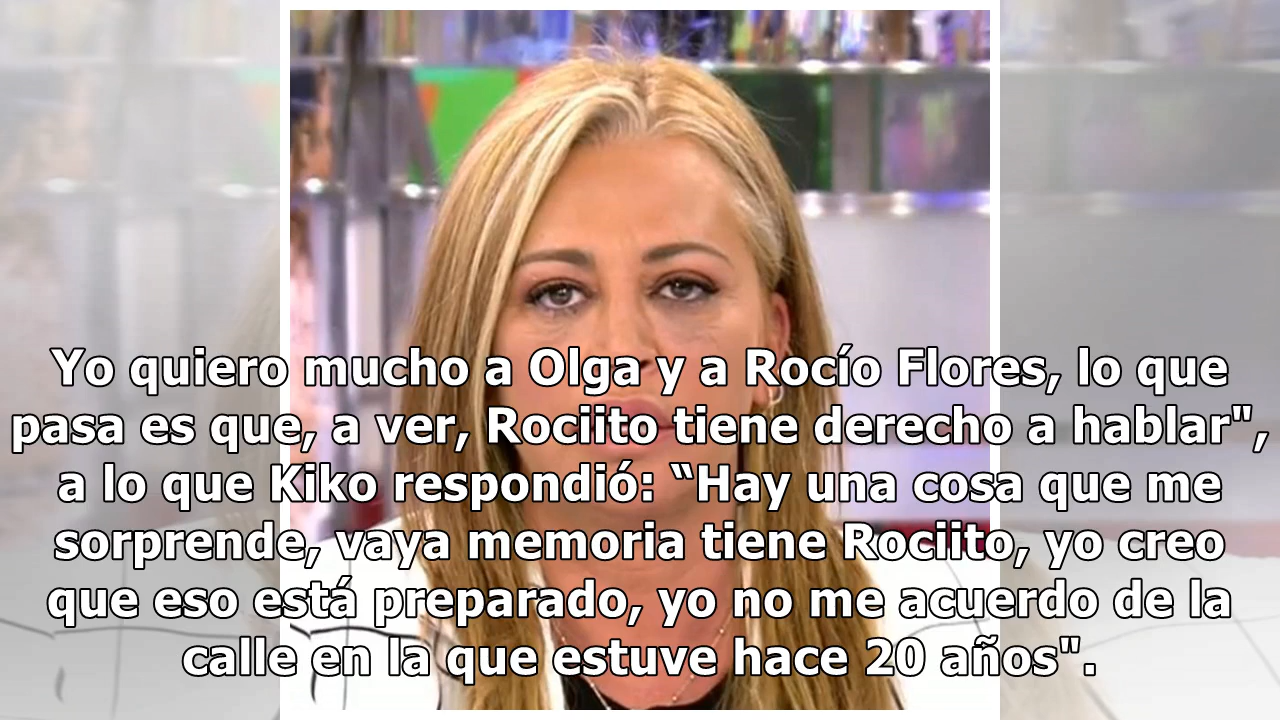 Yo quiero mucho a Olga y a Rocío Flores, lo que
pasa es que, a ver, Rociito tiene derecho a hablar",
a lo que Kiko respondió: “Hay una cosa que me
sorprende, vaya memoria tiene Rociito, yo creo
que eso está preparado, yo no me acuerdo de la
calle en la que estuve hace 20 años".